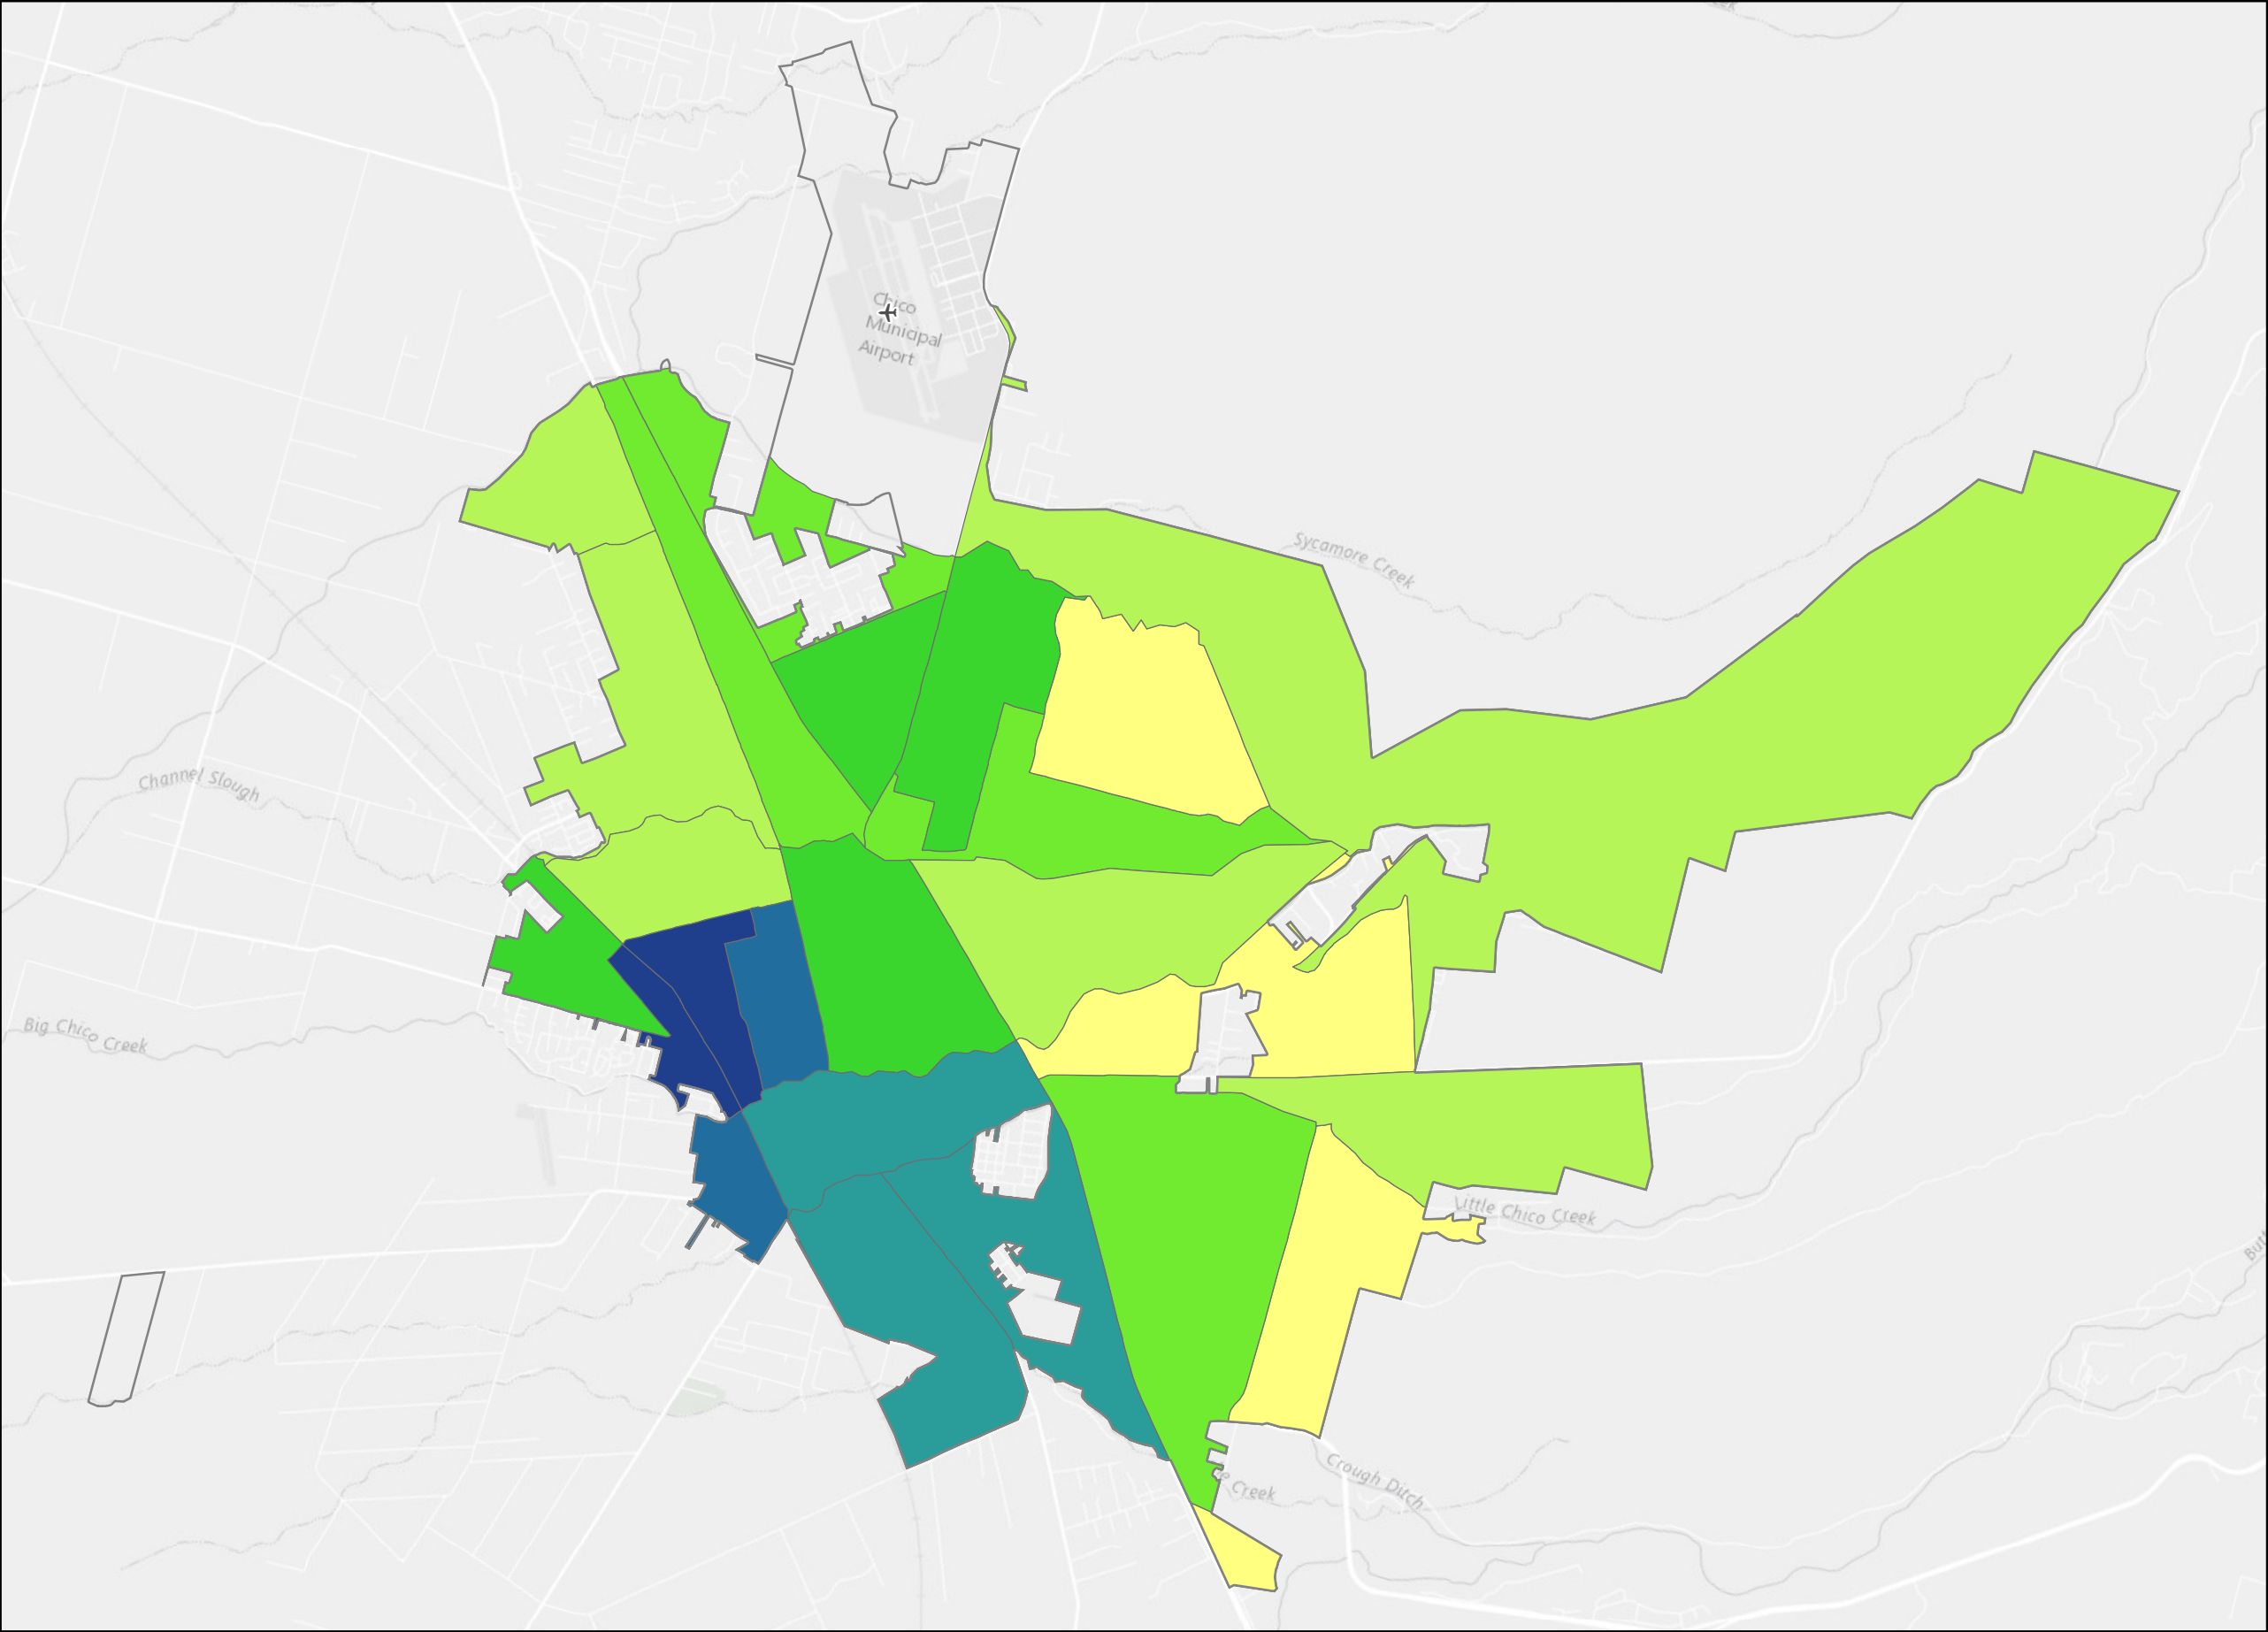 Chico
Municipal
Airport
Sycamore Creek
Channel Slough
Big Chico Creek
Little Chico Creek
Crough Ditch
Creek